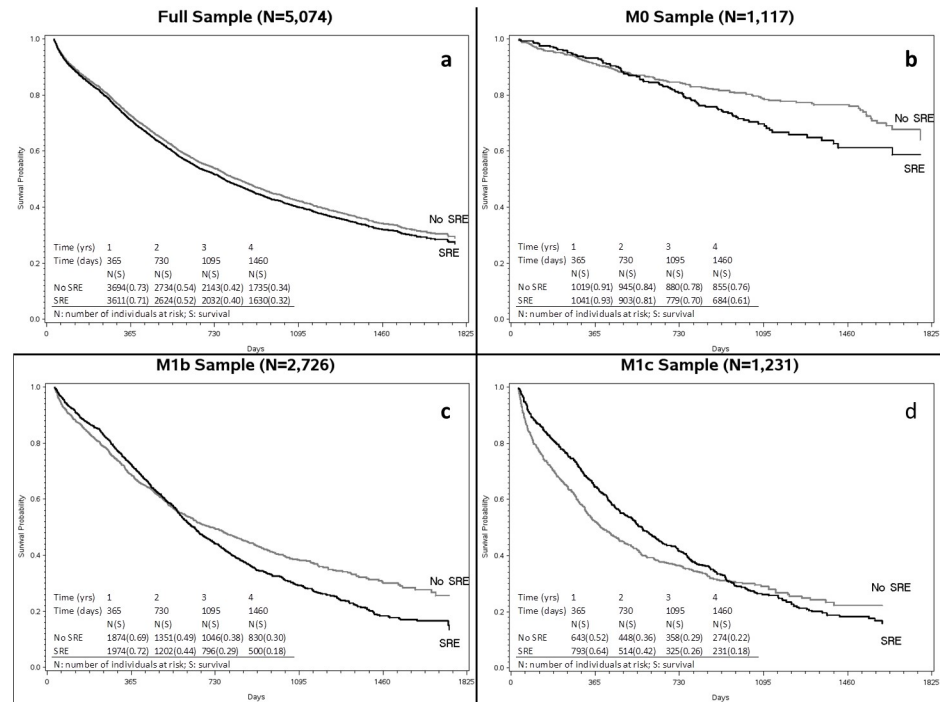 Full Sample (N=5,074)
a
1.0
0.8
0.6
0.4
0.2
0.0
Survival Probability
No SRE
SRE
Time (yrs) 1 2 3 4
Time (days) 365 730 1095 1460
N(S) N(S) N(S) N(S)
No SRE 3694(0.73) 2734(0.54) 2143(0.42) 1735(0.34)
SRE 3611(0.71) 2624(0.52) 2032(0.40) 1630(0.32)
N: number of individuals at risk; S: survival
0 365 730 1095 1460 1825
Days
M0 Sample (N=1,117)
b
1.0
0.8
0.6
0.4
0.2
0.0
Survival Probability
No SRE
SRE
Time (yrs) 1 2 3 4
Time (days) 365 730 1095 1460
N(S) N(S) N(S) N(S)
No SRE 1019(0.91) 945(0.84) 880(0.78) 855(0.76)
SRE 1041(0.93) 903(0.81) 779(0.70) 684(0.61)
N: number of individuals at risk; S: survival
0 365 730 1095 1460 1825
Days
M1b Sample (N=2,726)
c
1.0
0.8
0.6
0.4
0.2
0.0
Survival Probability
No SRE
SRE
Time (yrs) 1 2 3 4
Time (days) 365 730 1095 1460
N(S) N(S) N(S) N(S)
No SRE 1874(0.69) 1351(0.49) 1046(0.38) 830(0.30)
SRE 1974(0.72) 1202(0.44) 796(0.29) 500(0.18)
N: number of individuals at risk; S: survival
0 365 730 1095 1460 1825
Days
M1c Sample (N=1,231)
d
1.0
0.8
0.6
0.4
0.2
0.0
Survival Probability
No SRE
SRE
Time (yrs) 1 2 3 4
Time (days) 365 730 1095 1460
N(S) N(S) N(S) N(S)
No SRE 643(0.52) 448(0.36) 358(0.29) 274(0.22)
SRE 793(0.64) 514(0.42) 325(0.26) 231(0.18)
N: number of individuals at risk; S: survival
0 365 730 1095 1460 1825
Days